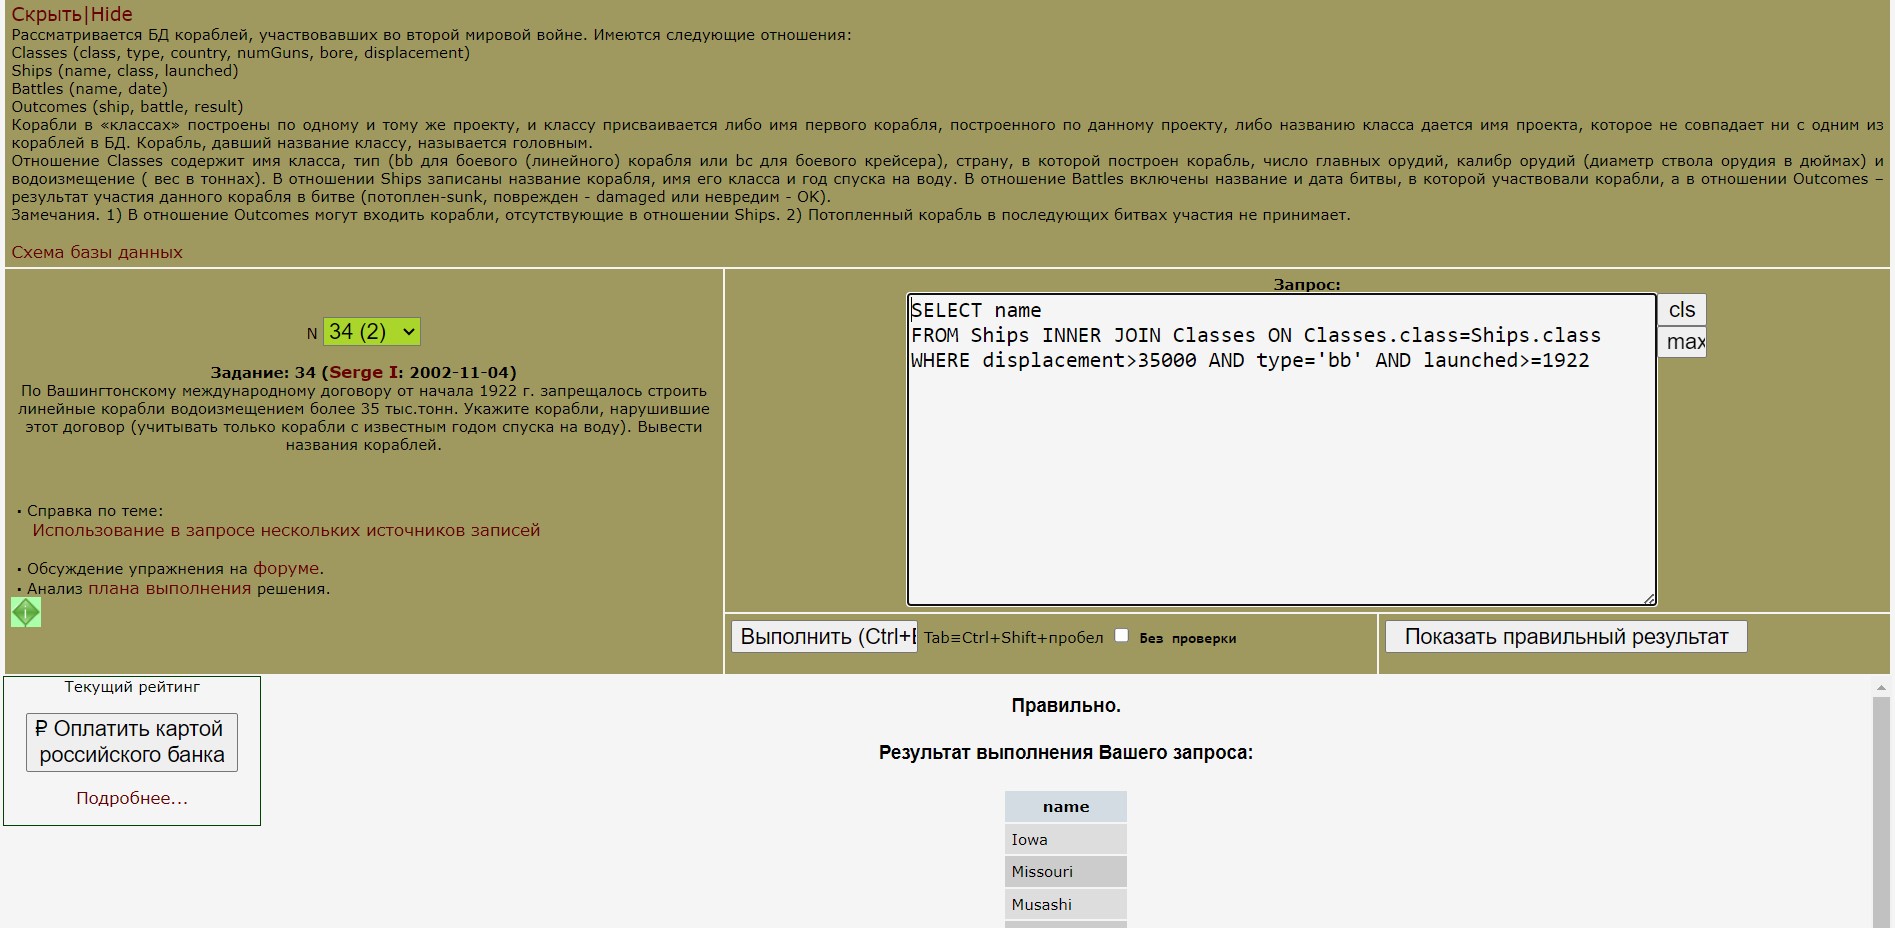 Скрыть|Hide
Рассматривается БД кораблей, участвовавших во второй мировой войне. Имеются следующие отношения:
Classes (class, type, country, numGuns, bore, displacement)
Ships (name, class, launched)
Battles (name, date)
Outcomes (ship, battle, result)
Корабли в «классах» построены по одному и тому же проекту, и классу присваивается либо имя первого корабля, построенного по данному проекту, либо названию класса дается имя проекта, которое не совпадает ни с одним из
кораблей в БД. Корабль, давший название классу, называется головным.
Отношение Classes содержит имя класса, тип (bb для боевого (линейного) корабля или bc для боевого крейсера), страну, в которой построен корабль, число главных орудий, калибр орудий (диаметр ствола орудия в дюймах) и
водоизмещение ( вес в тоннах). В отношении Ships записаны название корабля, имя его класса и год спуска на воду. В отношение Battles включены название и дата битвы, в которой участвовали корабли, а в отношении Outcomes –
результат участия данного корабля в битве (потоплен-sunk, поврежден - damaged или невредим - OK).
Замечания. 1) В отношение Outcomes могут входить корабли, отсутствующие в отношении Ships. 2) Потопленный корабль в последующих битвах участия не принимает.
Схема базы данных
N 34 (2)
Задание: 34 (Serge I: 2002-11-04)
По Вашингтонскому международному договору от начала 1922 г. запрещалось строить
линейные корабли водоизмещением более 35 тыс.тонн. Укажите корабли, нарушившие
этот договор (учитывать только корабли c известным годом спуска на воду). Вывести
названия кораблей.
· Справка по теме:
Использование в запросе нескольких источников записей
· Обсуждение упражнения на форуме.
· Анализ плана выполнения решения.
Запрос:
SELECT name
FROM Ships INNER JOIN Classes ON Classes.class=Ships.class
WHERE displacement>35000 AND type='bb' AND launched>=1922
cls
max
Выполнить (Ctrl+E Tab≡Ctrl+Shift+пробел Без проверки
Показать правильный результат
Текущий рейтинг
₽ Оплатить картой
российского банка
Подробнее...
Правильно.
Результат выполнения Вашего запроса:
name
Iowa
Missouri
Musashi